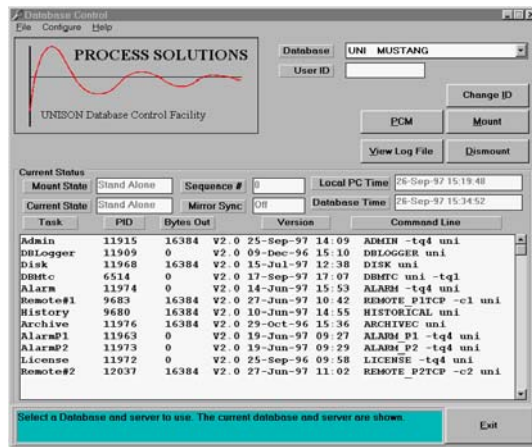 Database Control
File Configure Help
PROCESS SOLUTIONS
UNISON Database Control Facility
Database UNI MUSTANG
User ID
Change ID
PCM Mount
View Log File Dismount
Current Status
Mount State Stand Alone Sequence # 0 Local PC Time 26-Sep-97 15:19:48
Current State Stand Alone Mirror Sync Off Database Time 26-Sep-97 15:34:52
Task PID Bytes Out Version Command Line
Admin 11915 16384 V2.0 25-Sep-97 14:09 ADMIN -tq4 uni
DBLogger 11909 0 V2.0 09-Dec-96 15:10 DBLOGGER uni
Disk 11968 16384 V2.0 15-Jul-97 12:38 DISK uni
DBMtc 6514 0 V2.0 17-Sep-97 17:07 DBMTC uni -tq1
Alarm 11974 0 V2.0 14-Jun-97 15:53 ALARM -tq4 uni
Remote#1 9683 16384 V2.0 27-Jun-97 10:42 REMOTE_P1TCP -c1 uni
History 9680 16384 V2.0 10-Jun-97 14:55 HISTORICAL uni
Archive 11976 16384 V2.0 29-Oct-96 15:36 ARCHIVEC uni
AlarmP1 11963 0 V2.0 19-Jun-97 09:27 ALARM_P1 -tq4 uni
AlarmP2 11973 0 V2.0 19-Jun-97 09:29 ALARM_P2 -tq4 uni
License 11972 0 V2.0 25-Sep-96 09:58 LICENSE -tq4 uni
Remote#2 12037 16384 V2.0 27-Jun-97 11:02 REMOTE_P2TCP -c2 uni
Select a Database and server to use. The current database and server are shown.
Exit